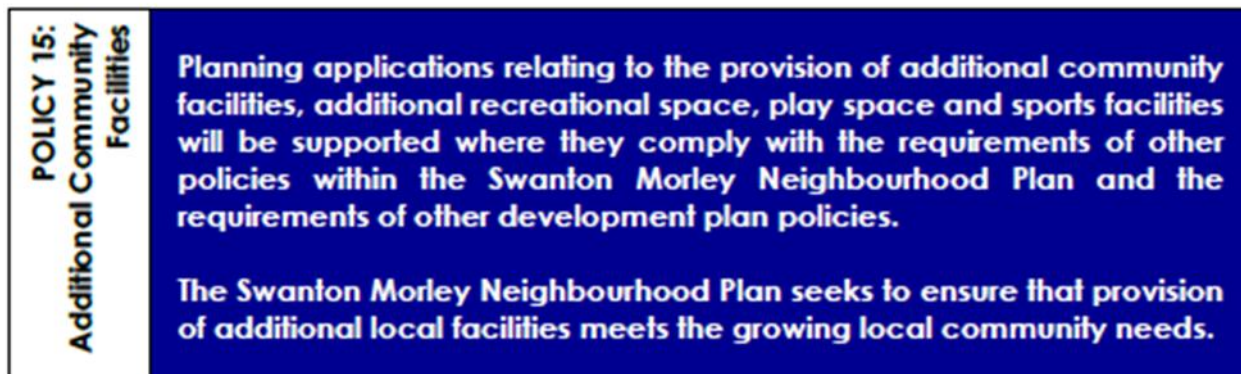 POLICY 15:
Additional Community
Facilities
Planning applications relating to the provision of additional community
facilities, additional recreational space, play space and sports facilities
will be supported where they comply with the requirements of other
policies within the Swanton Morley Neighbourhood Plan and the
requirements of other development plan policies.
The Swanton Morley Neighbourhood Plan seeks to ensure that provision
of additional local facilities meets the growing local community needs.